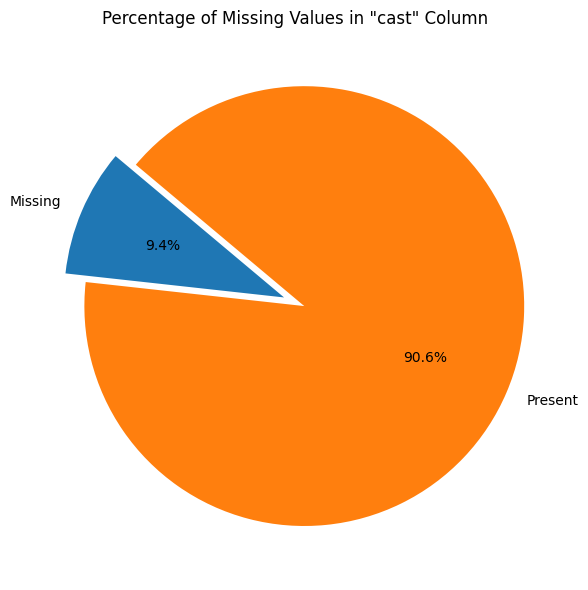 Percentage of Missing Values in "cast" Column
Missing
9.4%
90.6%
Present